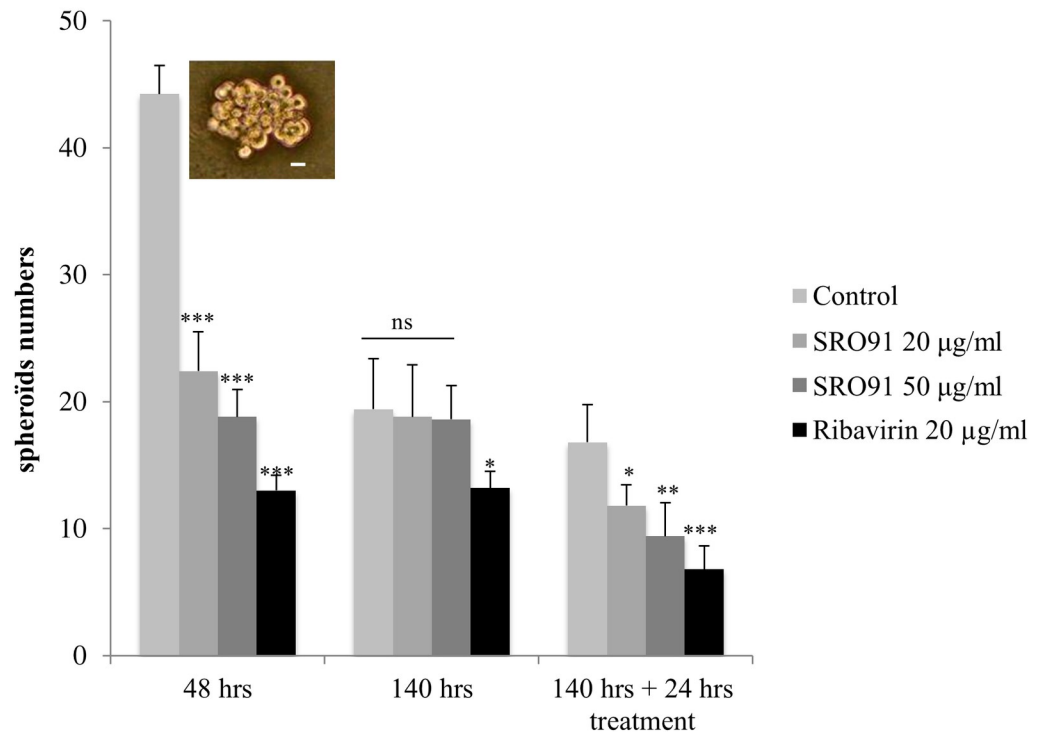 50
40
30
20
10
0
spheroïds numbers
***
***
***
ns
*
*
**
***
48 hrs
140 hrs
140 hrs + 24 hrs
treatment
Control
SRO91 20 µg/ml
SRO91 50 µg/ml
Ribavirin 20 µg/ml